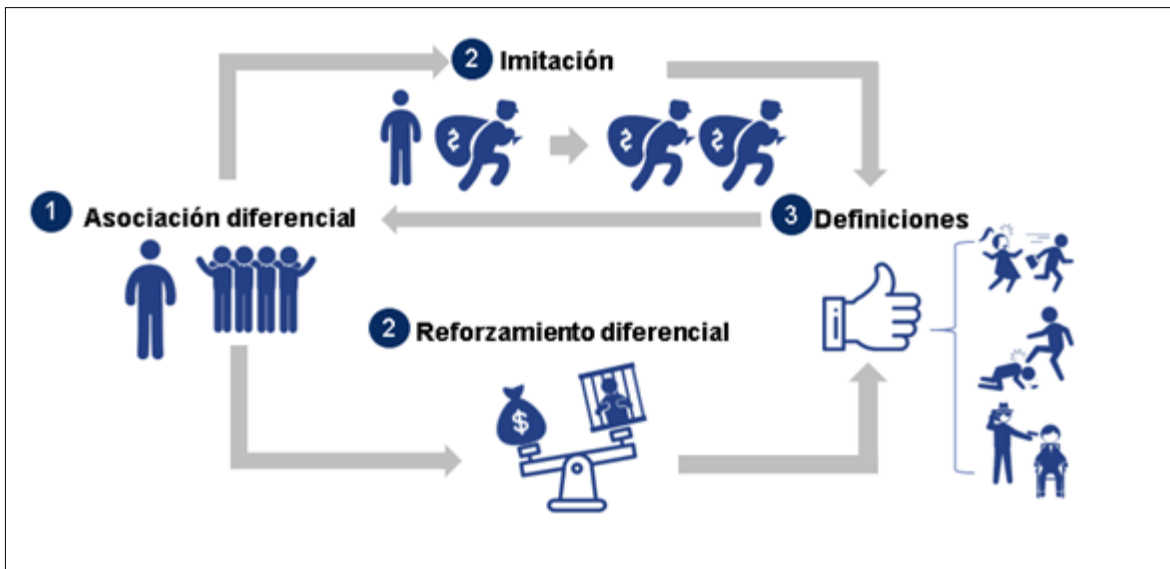 2 Imitación
$ $ $
1 Asociación diferencial
3 Definiciones
2 Reforzamiento diferencial
$